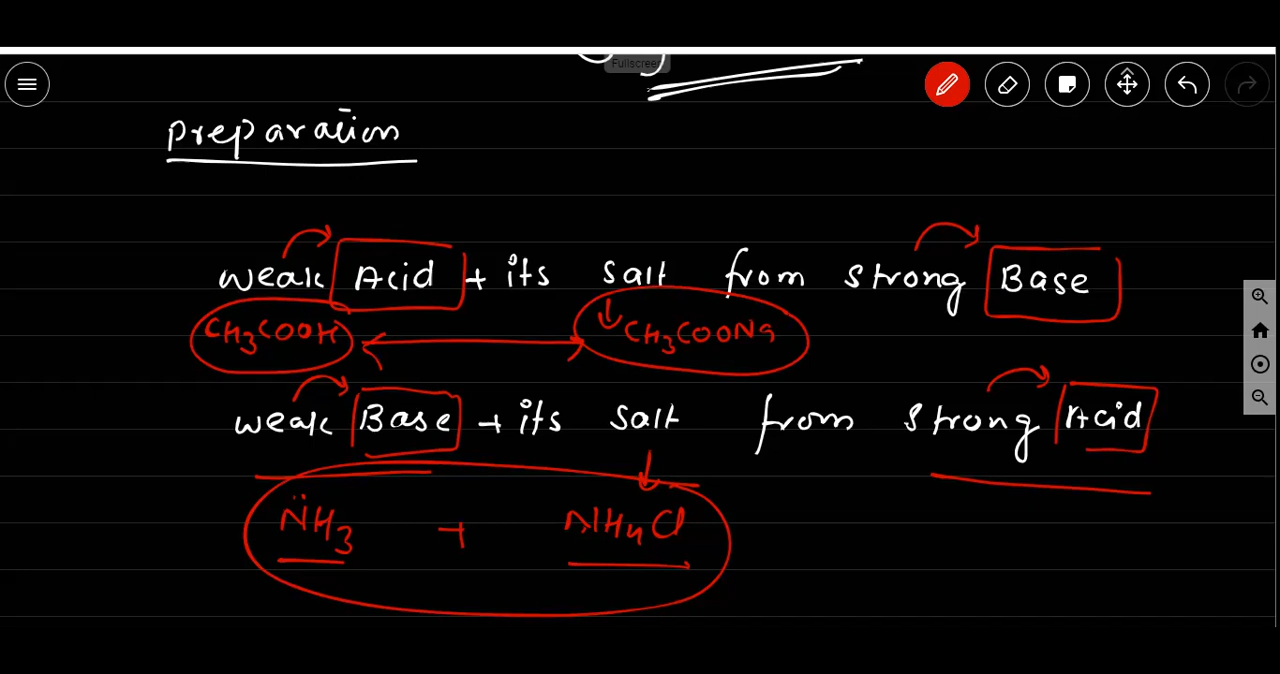 Fullscreen
preparation
weak Acid + its salt from strong Base
CH3COOH CH3COONa
weak Base + its salt from strong Acid
NH3 + NH4Cl